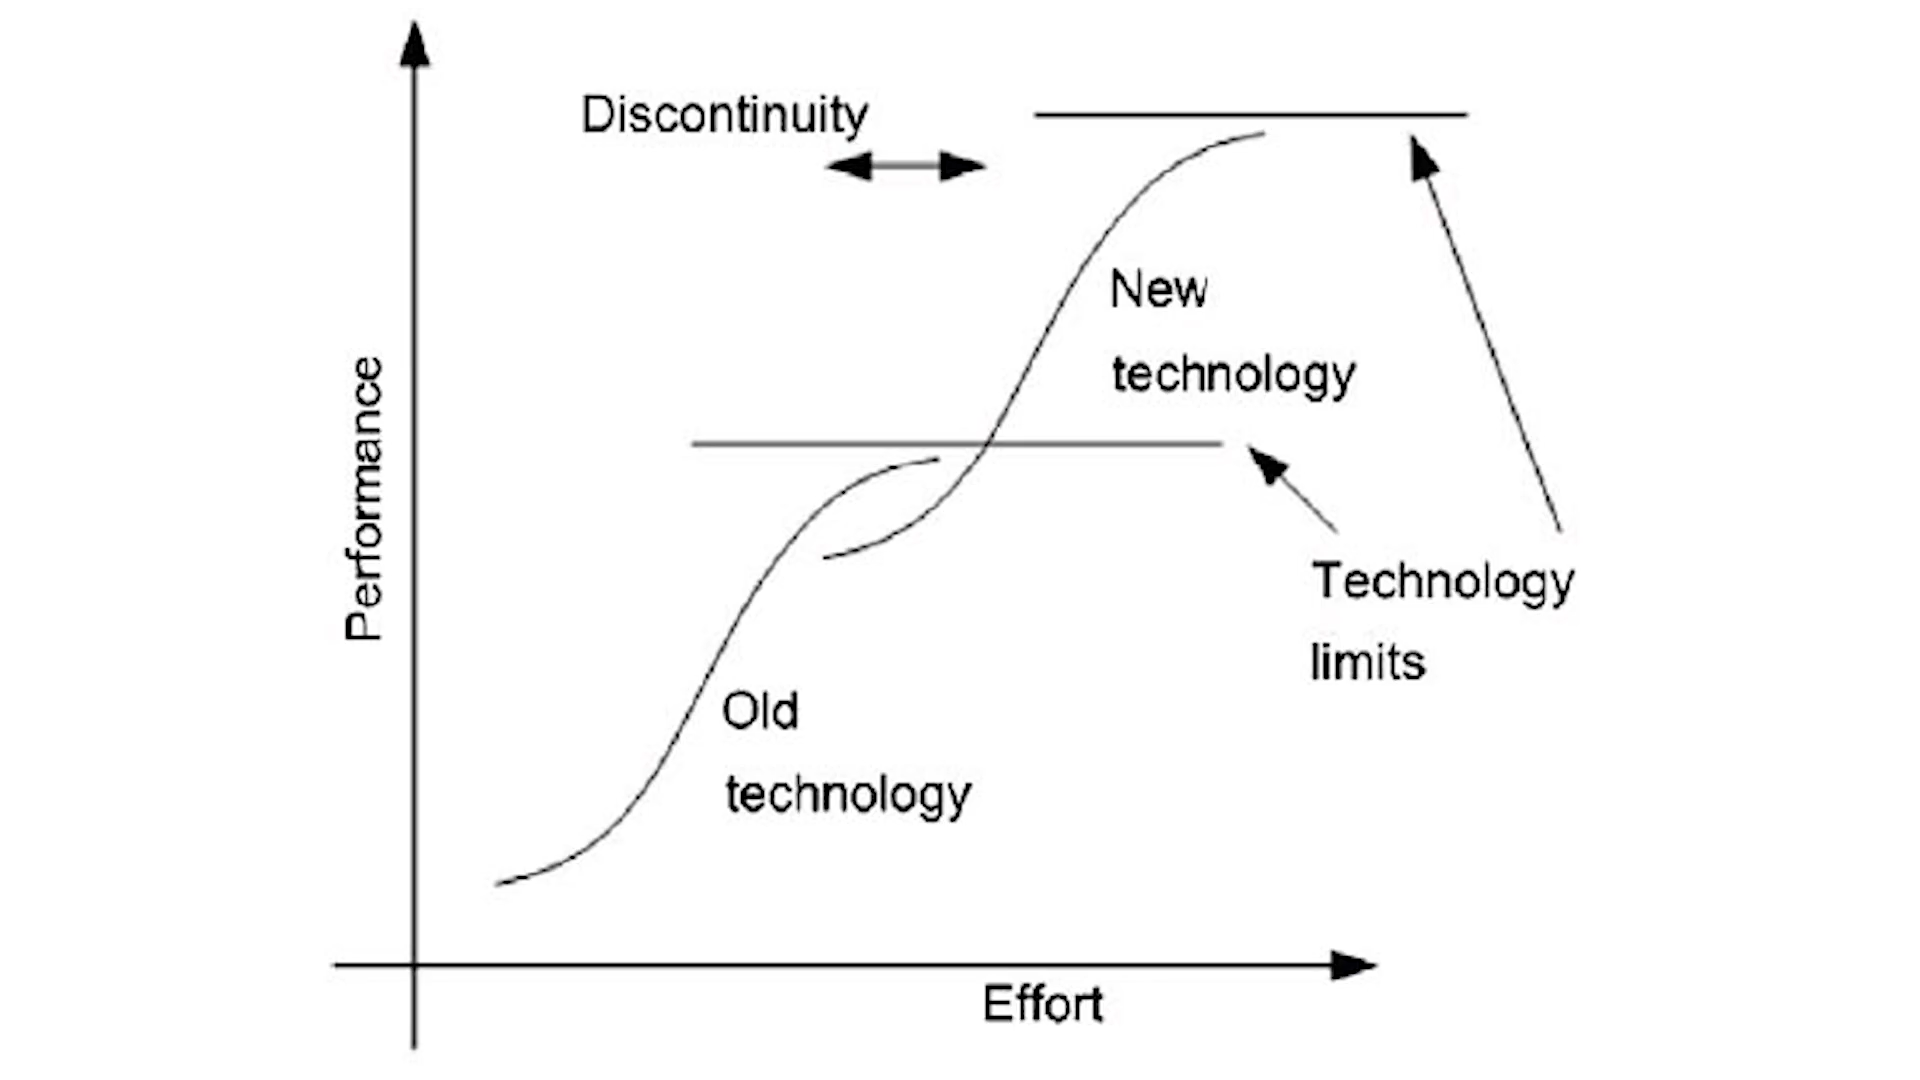 Discontinuity
New
technology
Performance
Technology
limits
Old
technology
Effort